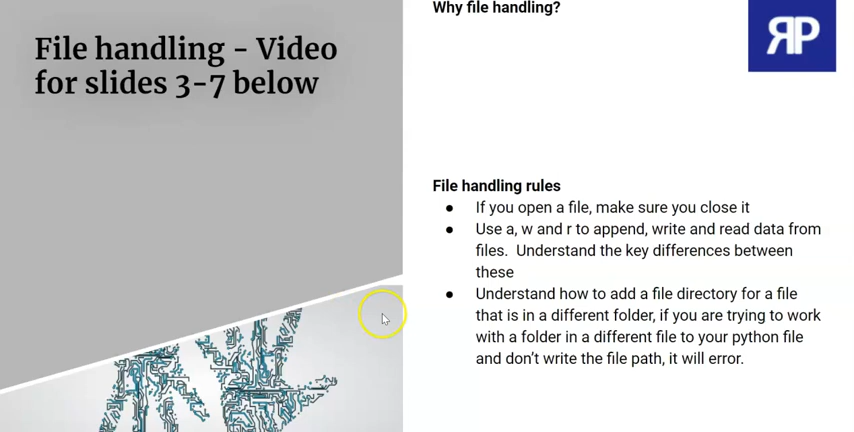 File handling - Video
for slides 3-7 below
Why file handling?
RP
File handling rules
● If you open a file, make sure you close it
● Use a, w and r to append, write and read data from
files. Understand the key differences between
these
● Understand how to add a file directory for a file
that is in a different folder, if you are trying to work
with a folder in a different file to your python file
and don't write the file path, it will error.